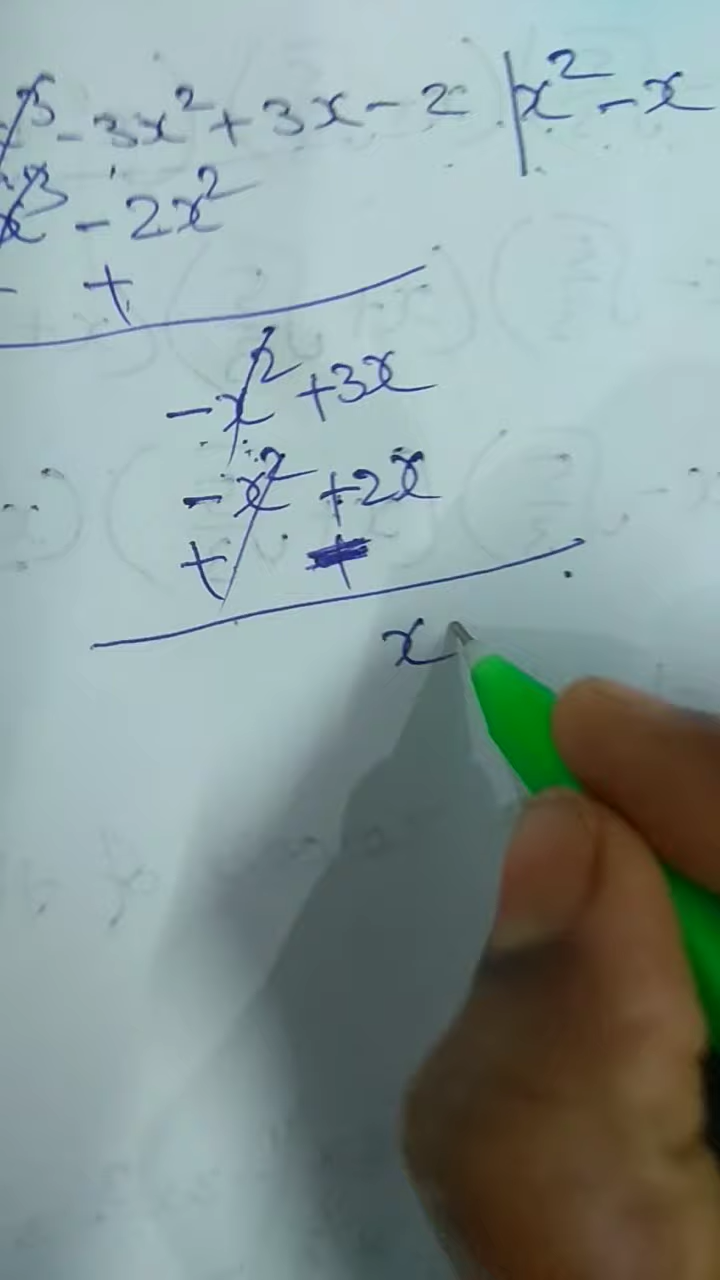 x³ - 3x² + 3x - 2 | x² - x
x³ - 2x²
- +
-x² + 3x
-x² + 2x
+ -
x